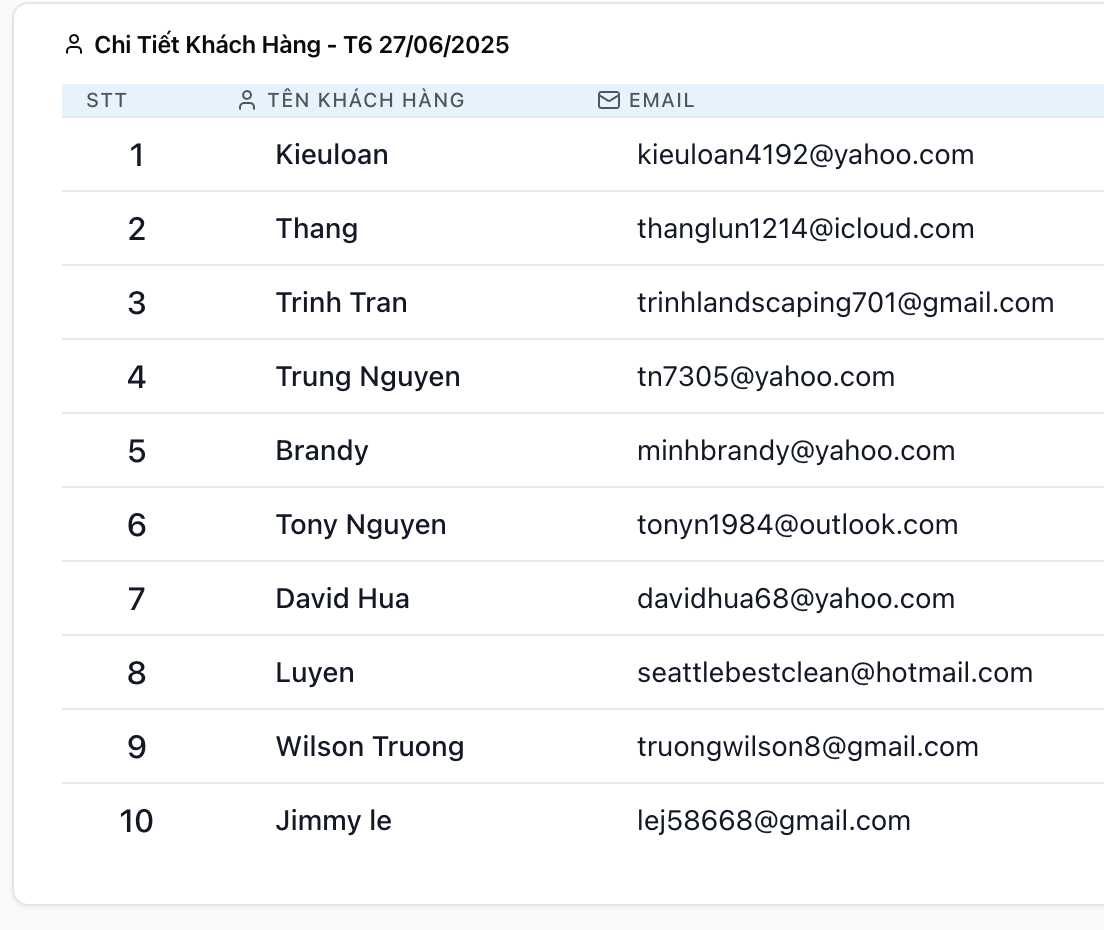 Chi Tiết Khách Hàng - T6 27/06/2025
STT TÊN KHÁCH HÀNG EMAIL
1 Kieuloan kieuloan4192@yahoo.com
2 Thang thanglun1214@icloud.com
3 Trinh Tran trinhlandscaping701@gmail.com
4 Trung Nguyen tn7305@yahoo.com
5 Brandy minhbrandy@yahoo.com
6 Tony Nguyen tonyn1984@outlook.com
7 David Hua davidhua68@yahoo.com
8 Luyen seattlebestclean@hotmail.com
9 Wilson Truong truongwilson8@gmail.com
10 Jimmy le lej58668@gmail.com